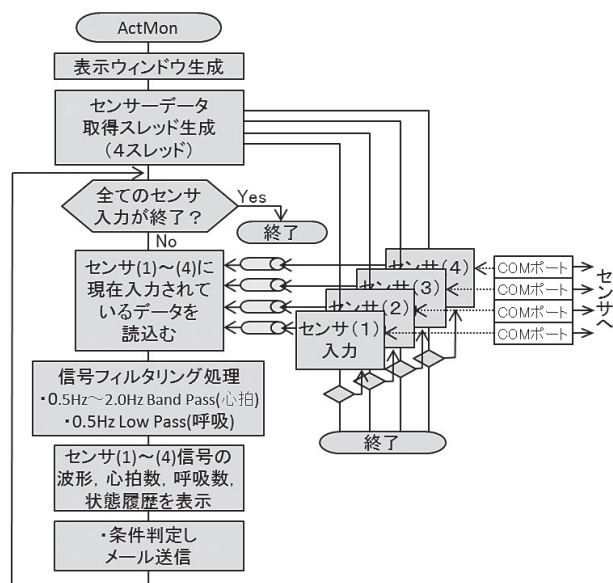 ActMon
表示ウィンドウ生成
センサーデータ
取得スレッド生成
(4スレッド)
全てのセンサ
入力が終了？
Yes
終了
No
センサ(1)～(4)に
現在入力されて
いるデータを
読込む
センサ(4)
センサ(3)
センサ(2)
センサ(1)
入力
COMポート
COMポート
COMポート
COMポート
センサへ
終了
信号フィルタリング処理
・0.5Hz～2.0Hz Band Pass(心拍)
・0.5Hz Low Pass(呼吸)
センサ(1)～(4)信号の
波形，心拍数，呼吸数，
状態履歴を表示
・条件判定し
メール送信